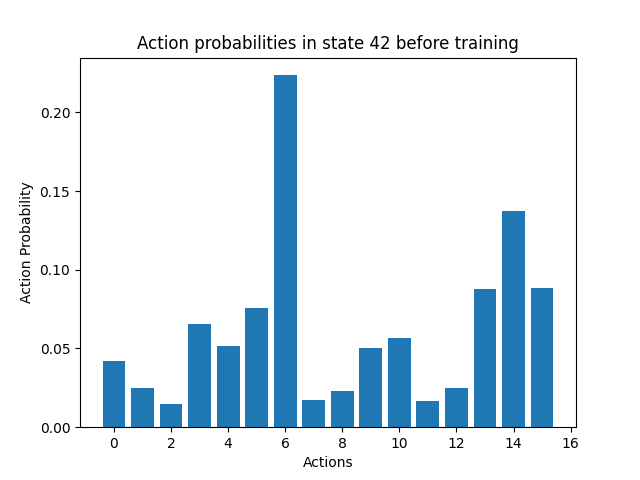 Action probabilities in state 42 before training
Action Probability
0.20
0.15
0.10
0.05
0.00
0 2 4 6 8 10 12 14 16
Actions